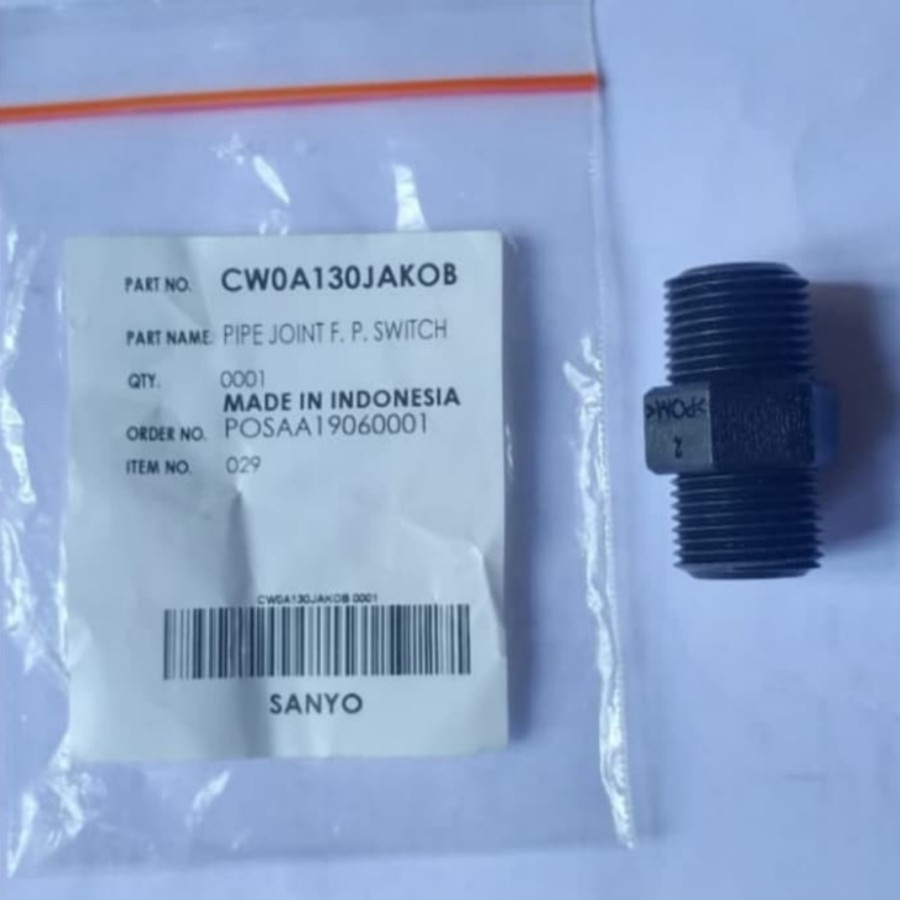 PART NO. CW0A130JAKOB
PART NAME: PIPE JOINT F. P. SWITCH
QTY. 0001
MADE IN INDONESIA
ORDER NO. POSAA19060001
ITEM NO. 029
CW0A130JAKOB 0001
SANYO
>POM<
2